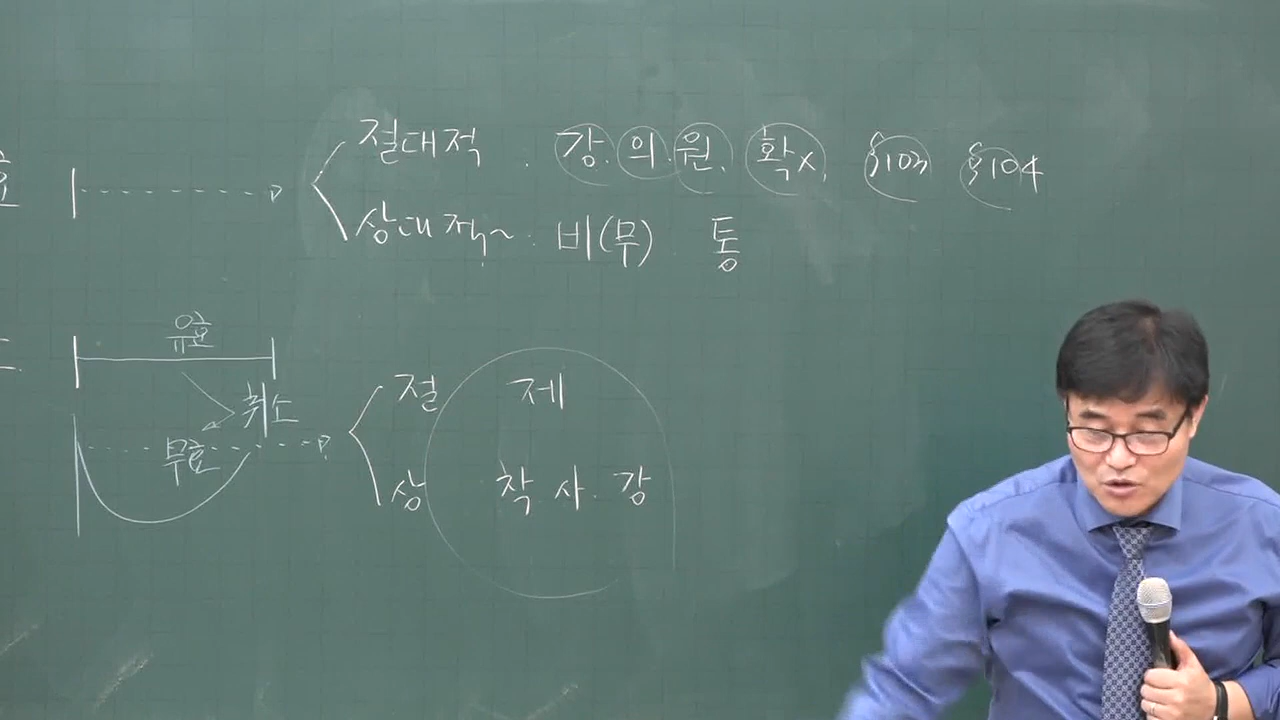 효
절대적 . 강. 의. 원. 확x. §103 §104
상대적~ . 비(무) . 통
유효
취소
무효
절 제
상 착 사. 강